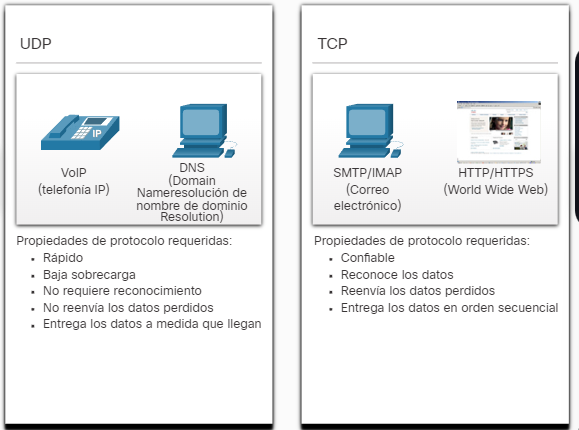 UDP
IP
VoIP
(telefonía IP)
DNS
(Domain
Nameresolución de
nombre de dominio
Resolution)
Propiedades de protocolo requeridas:
Rápido
Baja sobrecarga
No requiere reconocimiento
No reenvía los datos perdidos
Entrega los datos a medida que llegan
TCP
SMTP/IMAP
(Correo
electrónico)
HTTP/HTTPS
(World Wide Web)
Propiedades de protocolo requeridas:
Confiable
Reconoce los datos
Reenvía los datos perdidos
Entrega los datos en orden secuencial